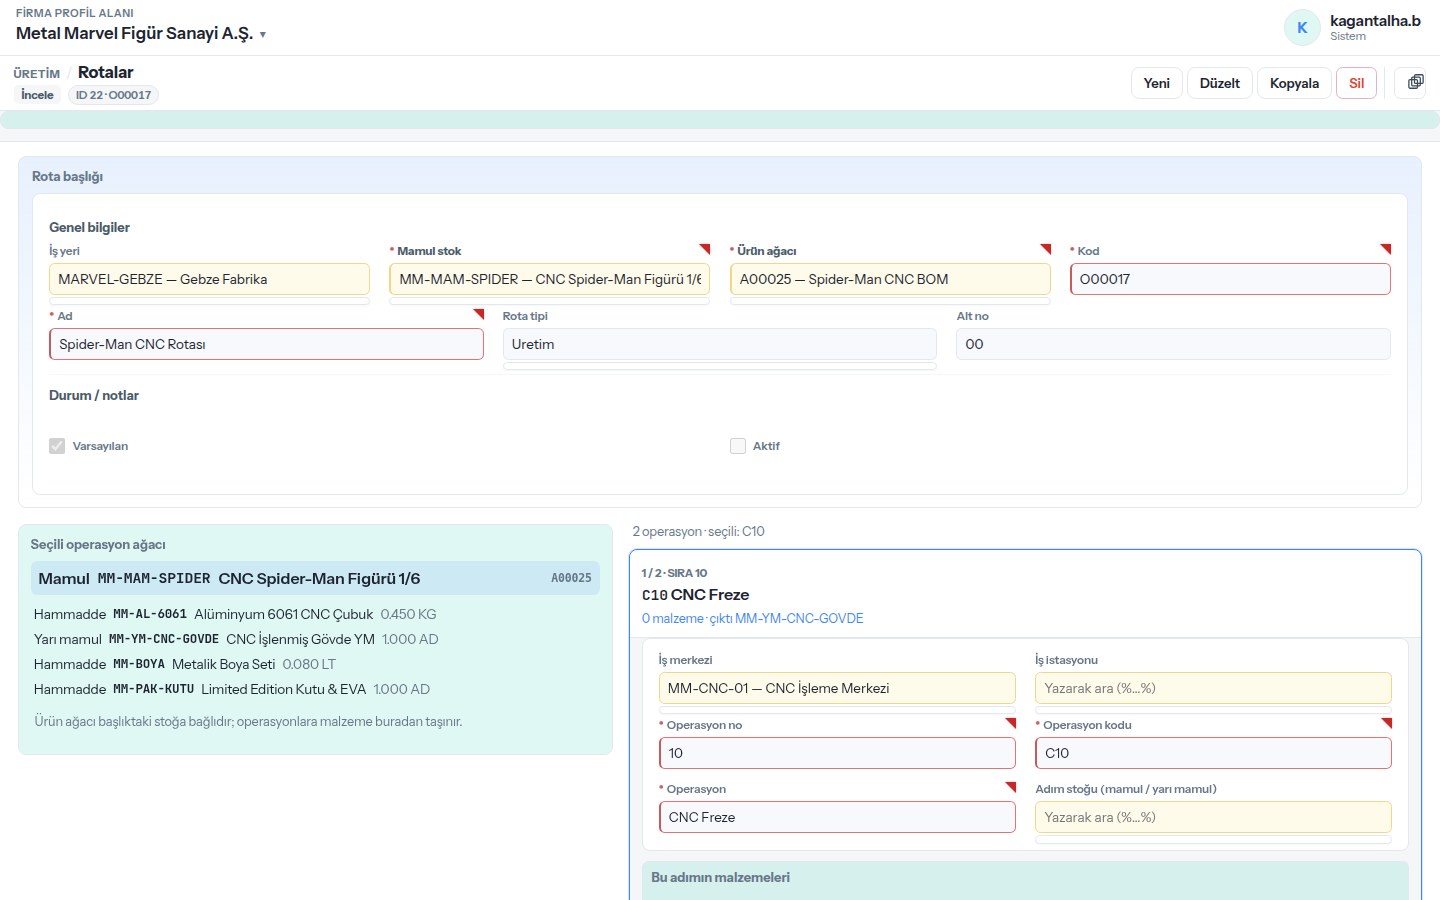 FİRMA PROFİL ALANI
Metal Marvel Figür Sanayi A.Ş. ▾
K
kagantalha.b
Sistem
ÜRETİM / Rotalar
İncele
ID 22 · O00017
Yeni
Düzelt
Kopyala
Sil
Rota başlığı
Genel bilgiler
İş yeri
* Mamul stok
* Ürün ağacı
* Kod
MARVEL-GEBZE — Gebze Fabrika
MM-MAM-SPIDER — CNC Spider-Man Figürü 1/6
A00025 — Spider-Man CNC BOM
O00017
* Ad
Rota tipi
Alt no
Spider-Man CNC Rotası
Uretim
00
Durum / notlar
Varsayılan
Aktif
Seçili operasyon ağacı
Mamul MM-MAM-SPIDER CNC Spider-Man Figürü 1/6 A00025
Hammadde MM-AL-6061 Alüminyum 6061 CNC Çubuk 0.450 KG
Yarı mamul MM-YM-CNC-GOVDE CNC İşlenmiş Gövde YM 1.000 AD
Hammadde MM-BOYA Metalik Boya Seti 0.080 LT
Hammadde MM-PAK-KUTU Limited Edition Kutu & EVA 1.000 AD
Ürün ağacı başlıktaki stoğa bağlıdır; operasyonlara malzeme buradan taşınır.
2 operasyon · seçili: C10
1 / 2 · SIRA 10
C10 CNC Freze
0 malzeme · çıktı MM-YM-CNC-GOVDE
İş merkezi
İş istasyonu
MM-CNC-01 — CNC İşleme Merkezi
Yazarak ara (%...%)
* Operasyon no
* Operasyon kodu
10
C10
* Operasyon
Adım stoğu (mamul / yarı mamul)
CNC Freze
Yazarak ara (%...%)
Bu adımın malzemeleri